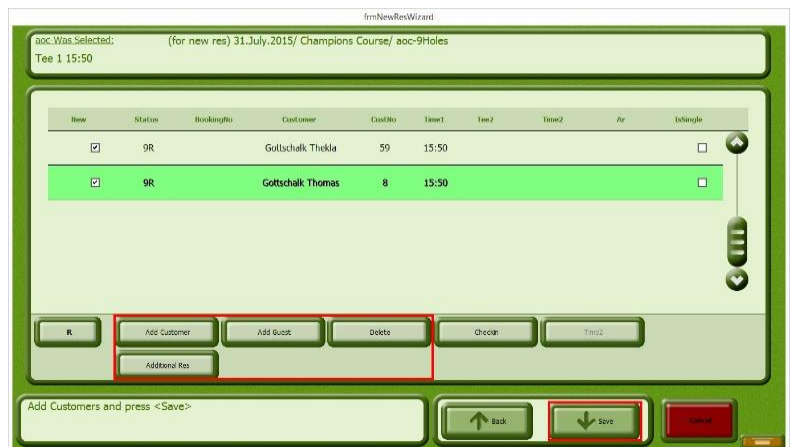 frmNewResWizard
aoc Was Selected: (for new res) 31.July.2015/ Champions Course/ aoc-9Holes
Tee 1 15:50
New Status BookingNo Customer CustNo Time1 Tee2 Time2 Ar IsSingle
9R Gottschalk Thekla 59 15:50
9R Gottschalk Thomas 8 15:50
R Add Customer Add Guest Delete Checkin Time2
Additional Res
Add Customers and press <Save>
Back Save Cancel